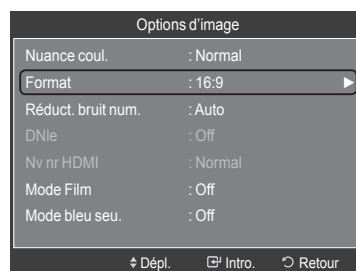 Options d'image
Nuance coul. : Normal
Format : 16:9
Réduct. bruit num. : Auto
DNIe : Off
Nv nr HDMI : Normal
Mode Film : Off
Mode bleu seu. : Off
Dépl. Intro. Retour